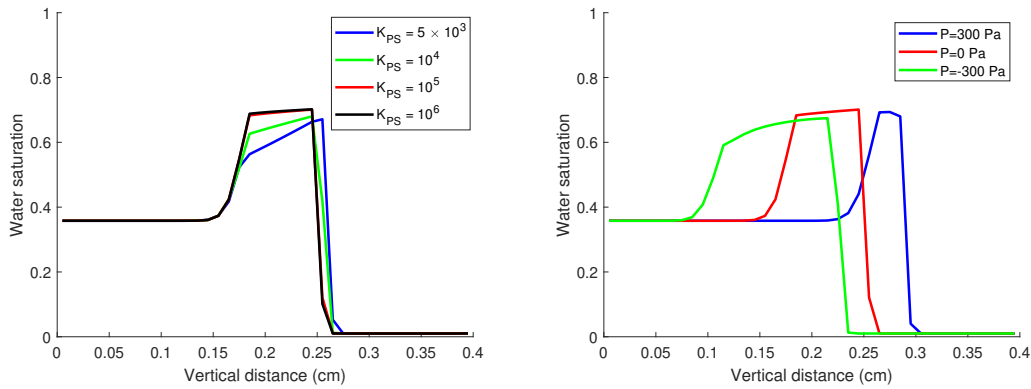 K_PS = 5 × 10^3
K_PS = 10^4
K_PS = 10^5
K_PS = 10^6
1
0.8
0.6
0.4
0.2
0
Water saturation
0 0.05 0.1 0.15 0.2 0.25 0.3 0.35 0.4
Vertical distance (cm)
P=300 Pa
P=0 Pa
P=-300 Pa
1
0.8
0.6
0.4
0.2
0
Water saturation
0 0.05 0.1 0.15 0.2 0.25 0.3 0.35 0.4
Vertical distance (cm)